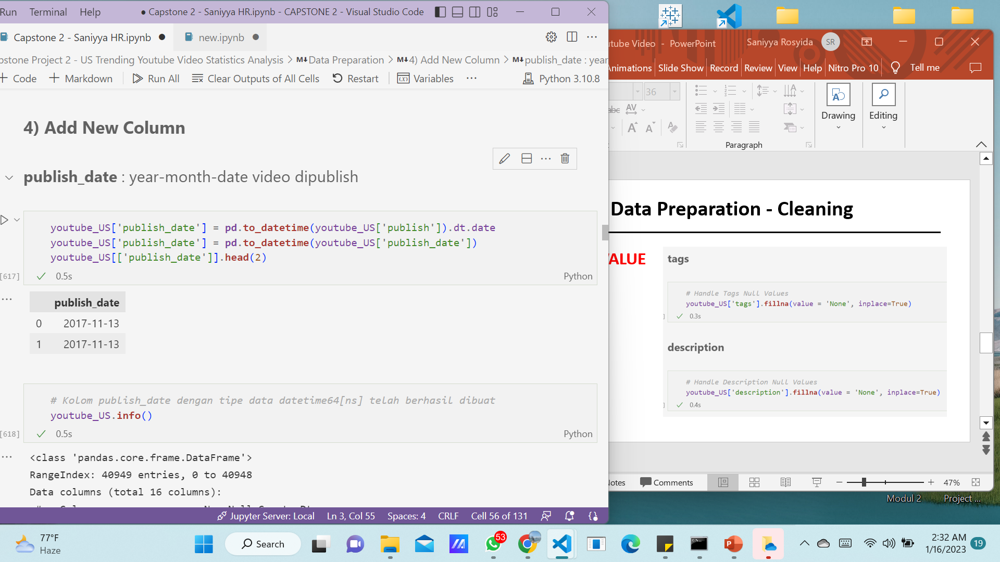 Run Terminal Help
● Capstone 2 - Saniyya HR.ipynb - CAPSTONE 2 - Visual Studio Code
Capstone 2 - Saniyya HR.ipynb ●
new.ipynb ●
pstone Project 2 - US Trending Youtube Video Statistics Analysis > M↓Data Preparation > M↓4) Add New Column > M↓publish_date : year
+ Code + Markdown
Run All
Clear Outputs of All Cells
Restart
Variables
...
Python 3.10.8
4) Add New Column
publish_date : year-month-date video dipublish
youtube_US['publish_date'] = pd.to_datetime(youtube_US['publish']).dt.date
youtube_US['publish_date'] = pd.to_datetime(youtube_US['publish_date'])
youtube_US[['publish_date']].head(2)
[617]
0.5s
Python
publish_date
0 2017-11-13
1 2017-11-13
# Kolom publish_date dengan tipe data datetime64[ns] telah berhasil dibuat
youtube_US.info()
[618]
0.5s
Python
<class 'pandas.core.frame.DataFrame'>
RangeIndex: 40949 entries, 0 to 40948
Data columns (total 16 columns):
Jupyter Server: Local
Ln 3, Col 55
Spaces: 4
CRLF
Cell 56 of 131
utube Video - PowerPoint
Saniyya Rosyida
SR
Animations
Slide Show
Record
Review
View
Help
Nitro Pro 10
Tell me
36
abc
AV
Drawing
Editing
Paragraph
Data Preparation - Cleaning
VALUE
tags
# Handle Tags Null Values
youtube_US['tags'].fillna(value = 'None', inplace=True)
0.3s
description
# Handle Description Null Values
youtube_US['description'].fillna(value = 'None', inplace=True)
0.4s
Notes
Comments
47%
Modul 2
Project ...
77°F
Haze
Search
53
2:32 AM
1/16/2023
19